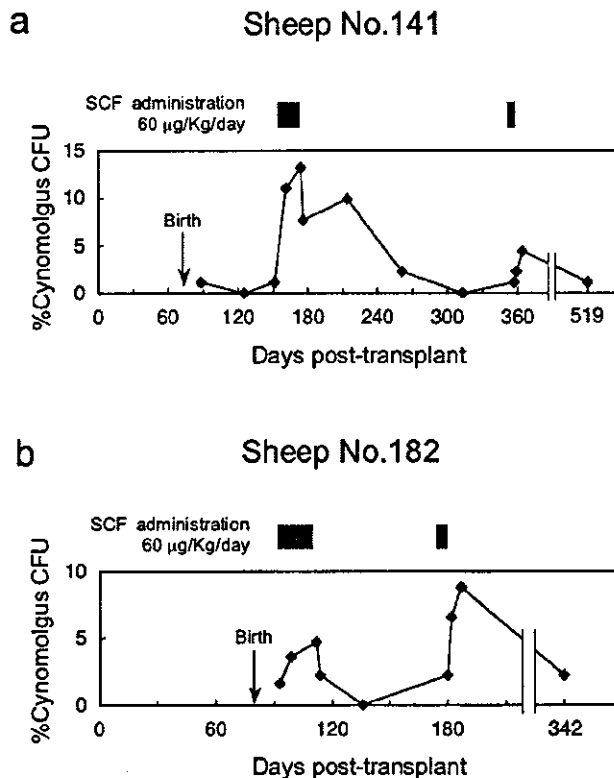 a
Sheep No.141
SCF administration
60 μg/Kg/day
%Cynomolgus CFU
15
10
5
0
Birth
0 60 120 180 240 300 360 519
Days post-transplant
b
Sheep No.182
SCF administration
60 μg/Kg/day
%Cynomolgus CFU
10
5
0
Birth
0 60 120 180 342
Days post-transplant